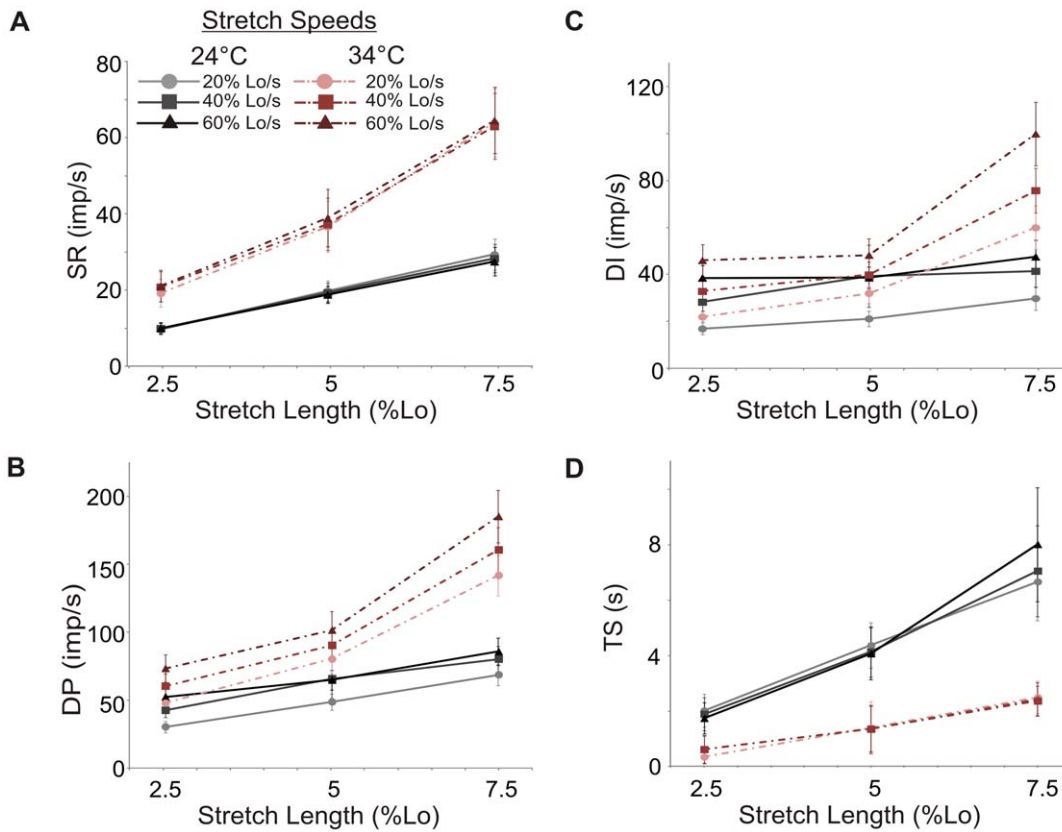 A
Stretch Speeds
24°C 34°C
20% Lo/s 20% Lo/s
40% Lo/s 40% Lo/s
60% Lo/s 60% Lo/s
80
60
40
20
0
SR (imp/s)
2.5 5 7.5
Stretch Length (%Lo)
C
120
80
40
0
DI (imp/s)
2.5 5 7.5
Stretch Length (%Lo)
B
200
150
100
50
0
DP (imp/s)
2.5 5 7.5
Stretch Length (%Lo)
D
8
4
0
TS (s)
2.5 5 7.5
Stretch Length (%Lo)